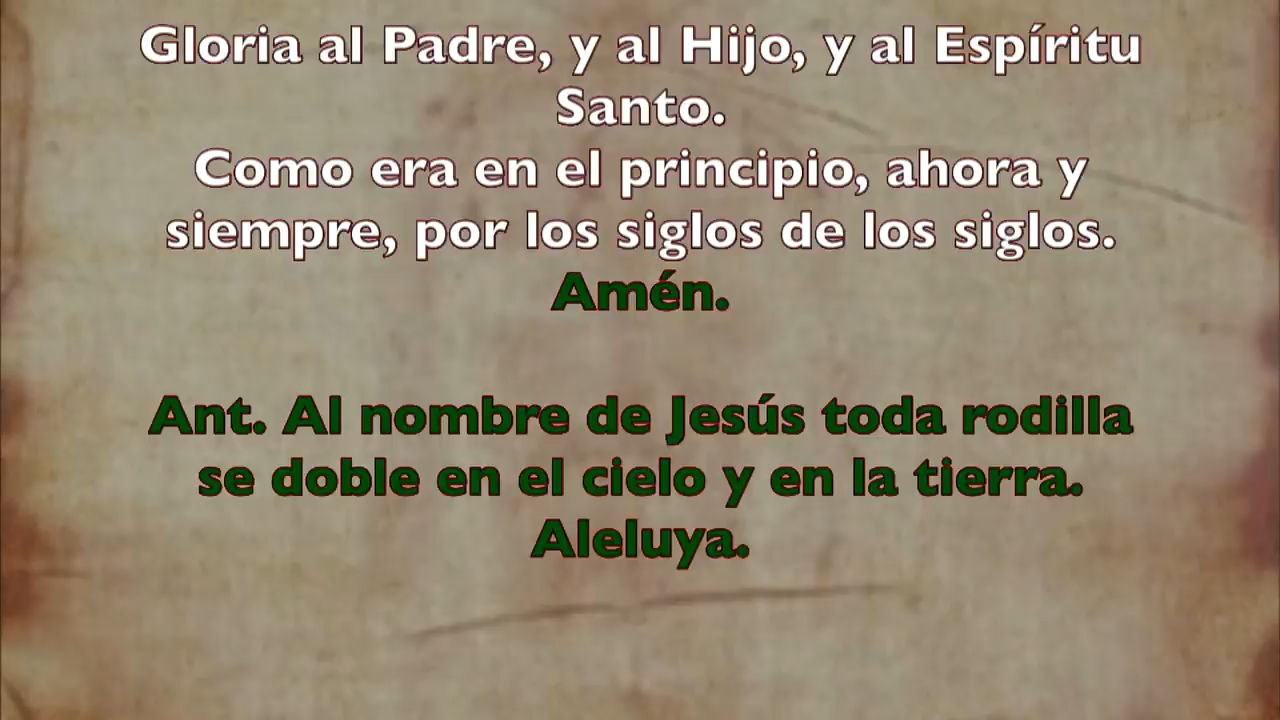 Gloria al Padre, y al Hijo, y al Espíritu
Santo.
Como era en el principio, ahora y
siempre, por los siglos de los siglos.
Amén.
Ant. Al nombre de Jesús toda rodilla
se doble en el cielo y en la tierra.
Aleluya.